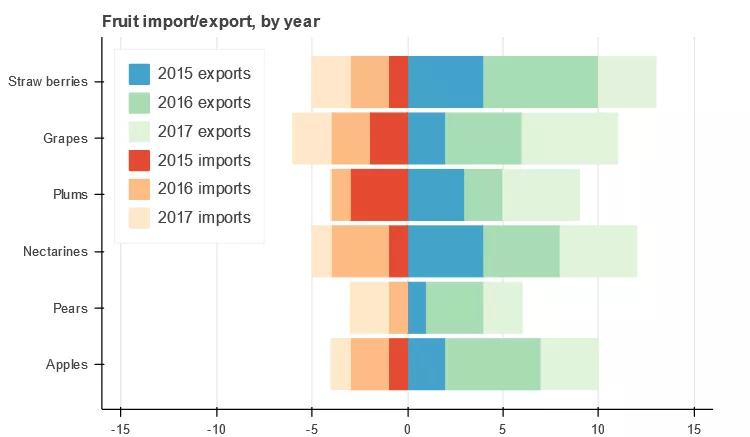 Fruit import/export, by year
2015 exports
2016 exports
2017 exports
2015 imports
2016 imports
2017 imports
Straw berries
Grapes
Plums
Nectarines
Pears
Apples
-15 -10 -5 0 5 10 15